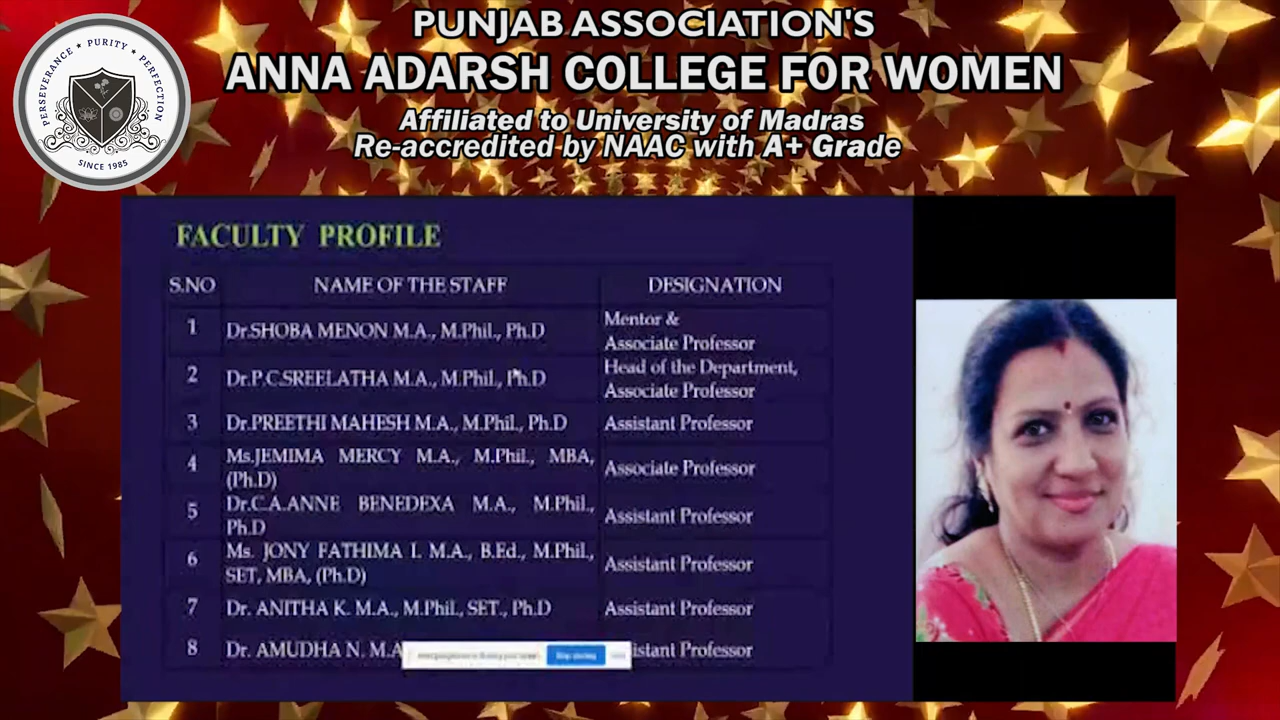 PUNJAB ASSOCIATION'S
ANNA ADARSH COLLEGE FOR WOMEN
Affiliated to University of Madras
Re-accredited by NAAC with A+ Grade
PERSEVERANCE ★ PURITY ★ PERFECTION
SINCE 1985
FACULTY PROFILE
S.NO NAME OF THE STAFF DESIGNATION
1 Dr.SHOBA MENON M.A., M.Phil., Ph.D Mentor &
Associate Professor
2 Dr.P.C.SREELATHA M.A., M.Phil., Ph.D Head of the Department,
Associate Professor
3 Dr.PREETHI MAHESH M.A., M.Phil., Ph.D Assistant Professor
4 Ms.JEMIMA MERCY M.A., M.Phil., MBA,
(Ph.D) Associate Professor
5 Dr.C.A.ANNE BENEDEXA M.A., M.Phil.,
Ph.D Assistant Professor
6 Ms. JONY FATHIMA I. M.A., B.Ed., M.Phil.,
SET, MBA, (Ph.D) Assistant Professor
7 Dr. ANITHA K. M.A., M.Phil., SET., Ph.D Assistant Professor
8 Dr. AMUDHA N. M.A istant Professor
Stop sharing